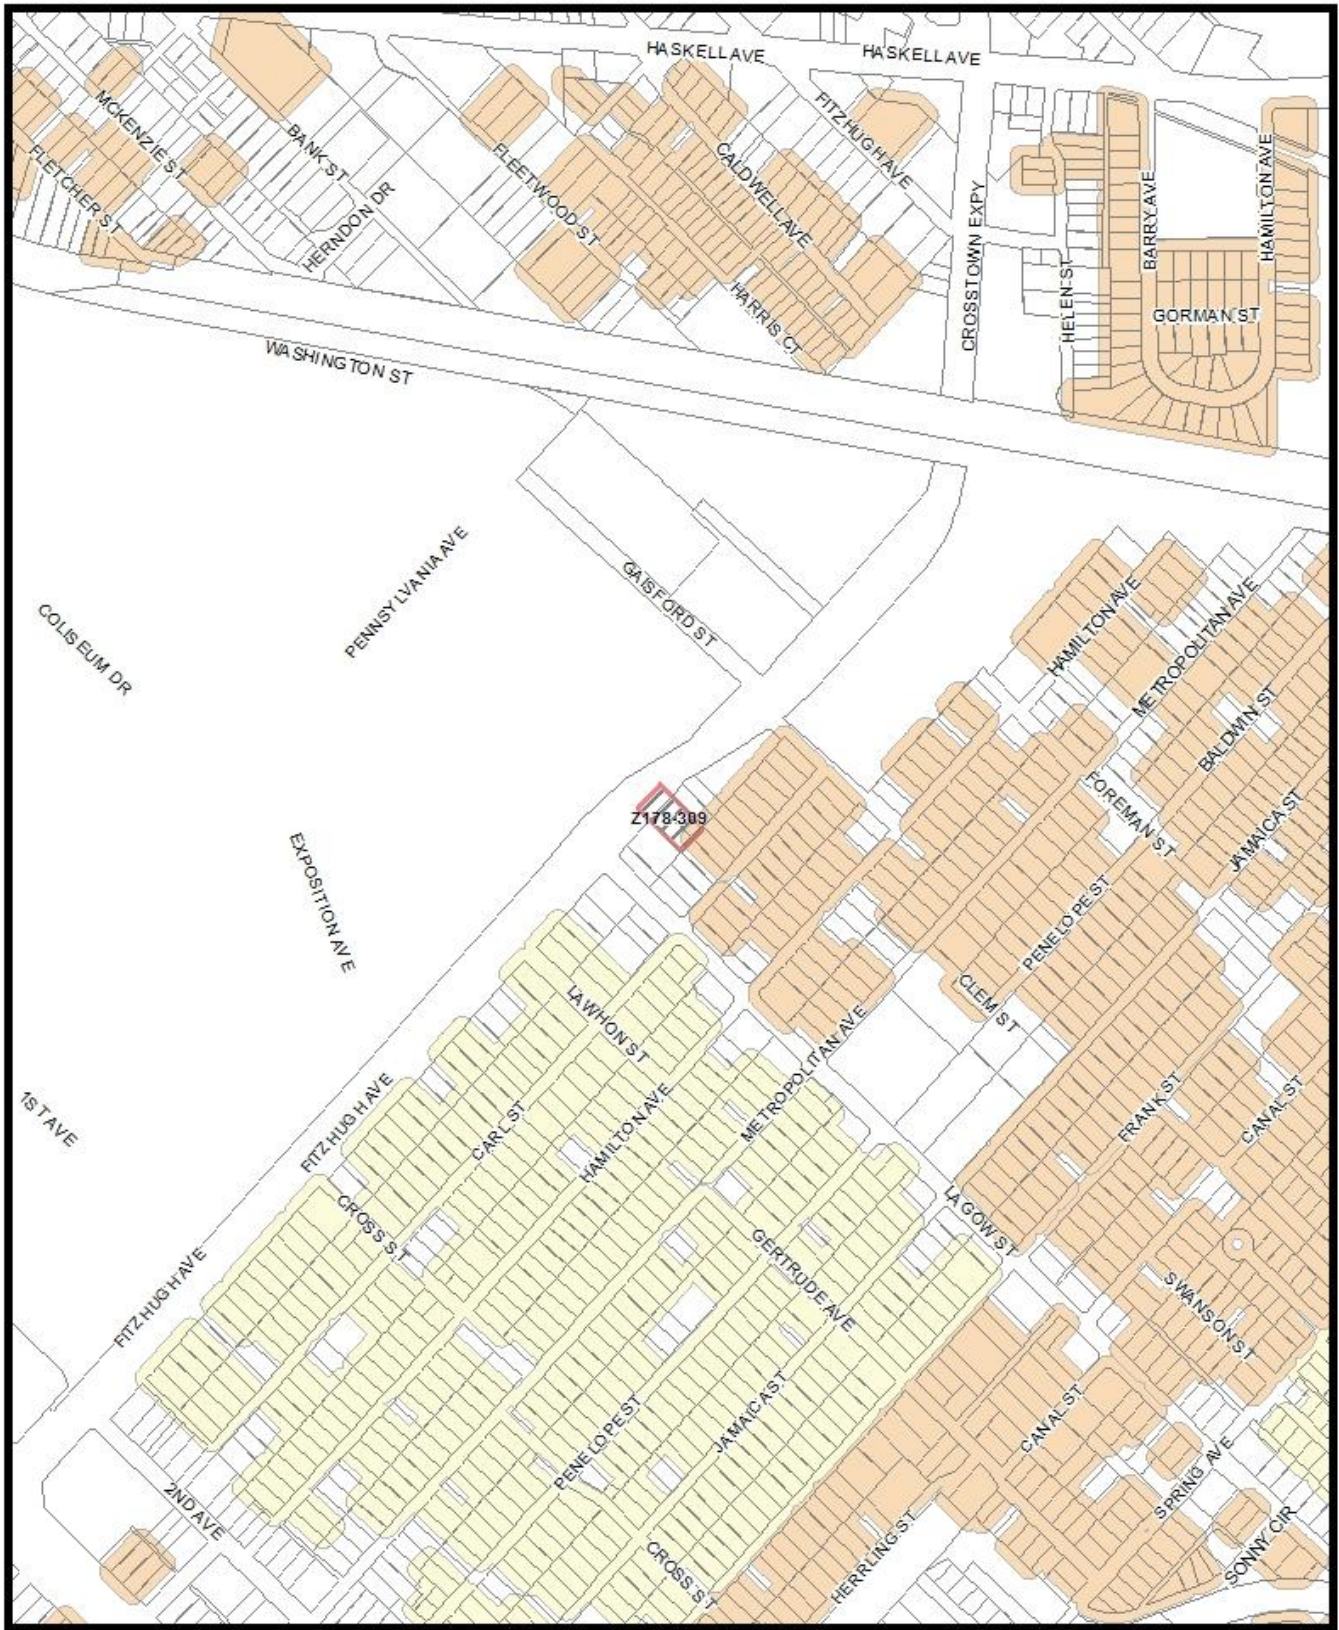 HASKELL AVE
HASKELL AVE
MCKENZIE ST
BANK ST
FITZHUGH AVE
FLETCHER ST
FLEETWOOD ST
CALDWELL AVE
HERNDON DR
CROSSTOWN EXPY
BARRY AVE
HAMILTON AVE
HELEN ST
HARRIS CT
GORMAN ST
WASHINGTON ST
PENNSYLVANIA AVE
GAISFORD ST
COLISEUM DR
HAMILTON AVE
METROPOLITAN AVE
BALDWIN ST
FOREMAN ST
JAMAICA ST
Z178-309
EXPOSITION AVE
PENELOPE ST
CLEM ST
LAWHON ST
METROPOLITAN AVE
1ST AVE
FITZHUGH AVE
CARL ST
HAMILTON AVE
FRANK ST
CANAL ST
CROSS ST
LAGOW ST
GERTRUDE AVE
FITZHUGH AVE
SWANSON ST
PENELOPE ST
JAMAICA ST
CANAL ST
2ND AVE
SPRING AVE
CROSS ST
HERRLING ST
SONNY CIR